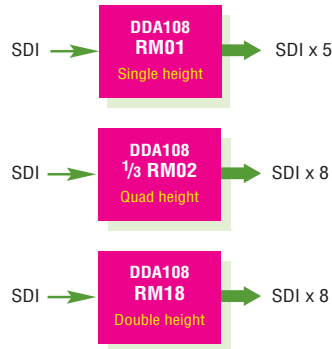 DDA108
SDI RM01 SDI x 5
Single height
DDA108
SDI 1/3 RM02 SDI x 8
Quad height
DDA108
SDI RM18 SDI x 8
Double height